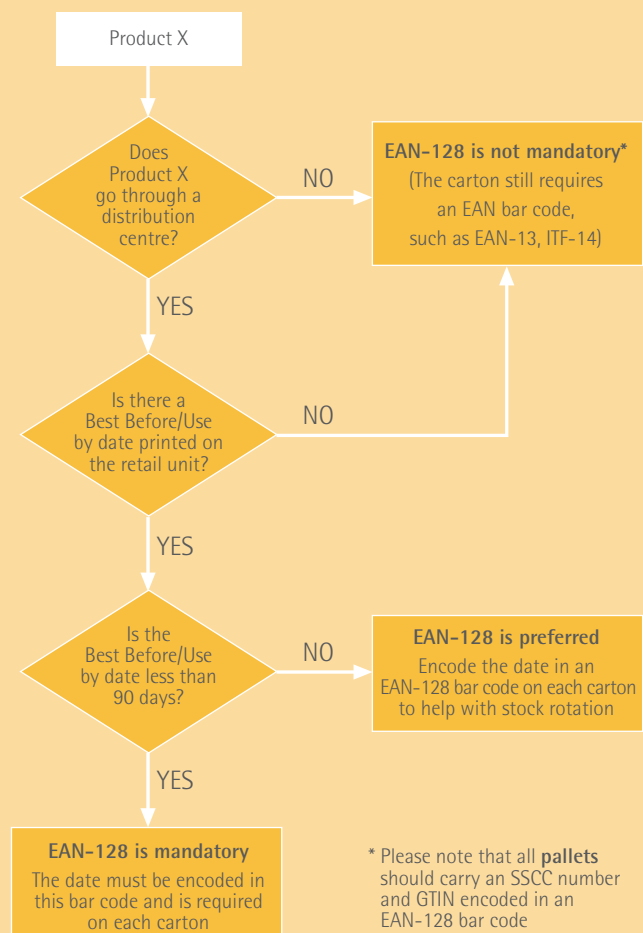 Product X
Does
Product X
go through a
distribution
centre?
NO
EAN-128 is not mandatory*
(The carton still requires
an EAN bar code,
such as EAN-13, ITF-14)
YES
Is there a
Best Before/Use
by date printed on
the retail unit?
NO
YES
Is the
Best Before/Use
by date less than
90 days?
NO
EAN-128 is preferred
Encode the date in an
EAN-128 bar code on each carton
to help with stock rotation
YES
EAN-128 is mandatory
The date must be encoded in
this bar code and is required
on each carton
* Please note that all pallets
should carry an SSCC number
and GTIN encoded in an
EAN-128 bar code